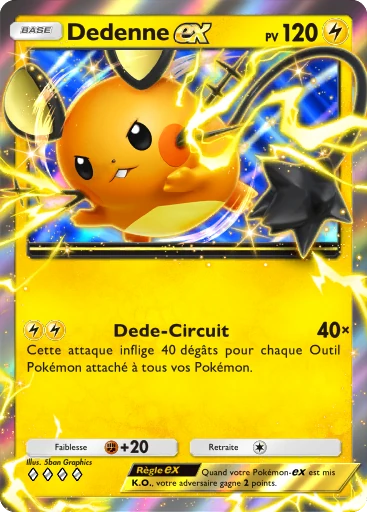 BASE Dedenne ex PV 120
Dede-Circuit 40×
Cette attaque inflige 40 dégâts pour chaque Outil
Pokémon attaché à tous vos Pokémon.
Faiblesse +20 Retraite
Illus. 5ban Graphics
Règle ex Quand votre Pokémon-ex est mis
K.O., votre adversaire gagne 2 points.